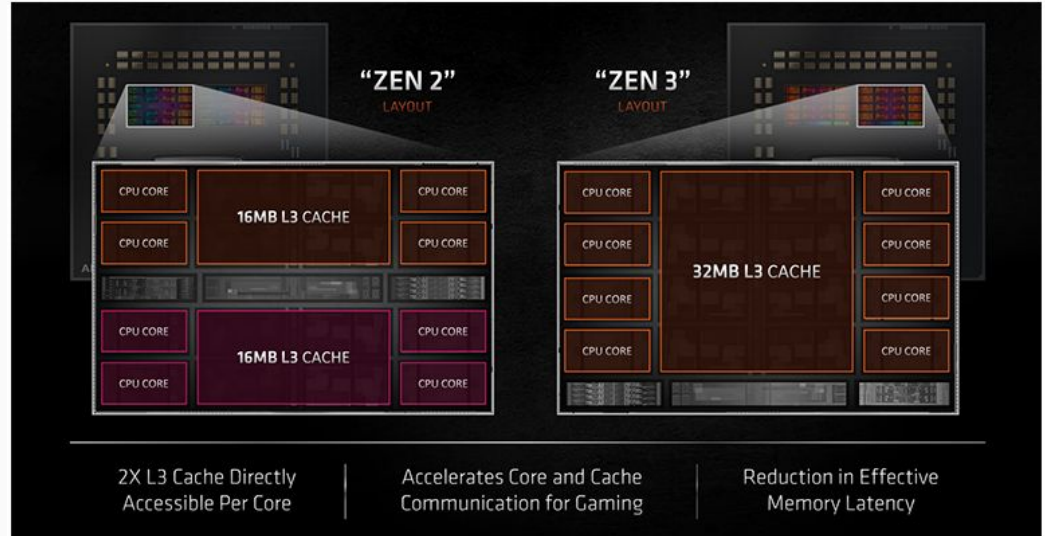 “ZEN 2”
LAYOUT
“ZEN 3”
LAYOUT
CPU CORE
16MB L3 CACHE
CPU CORE
CPU CORE
CPU CORE
CPU CORE
16MB L3 CACHE
CPU CORE
CPU CORE
CPU CORE
CPU CORE
CPU CORE
CPU CORE
CPU CORE
32MB L3 CACHE
CPU CORE
CPU CORE
CPU CORE
CPU CORE
2X L3 Cache Directly
Accessible Per Core
Accelerates Core and Cache
Communication for Gaming
Reduction in Effective
Memory Latency